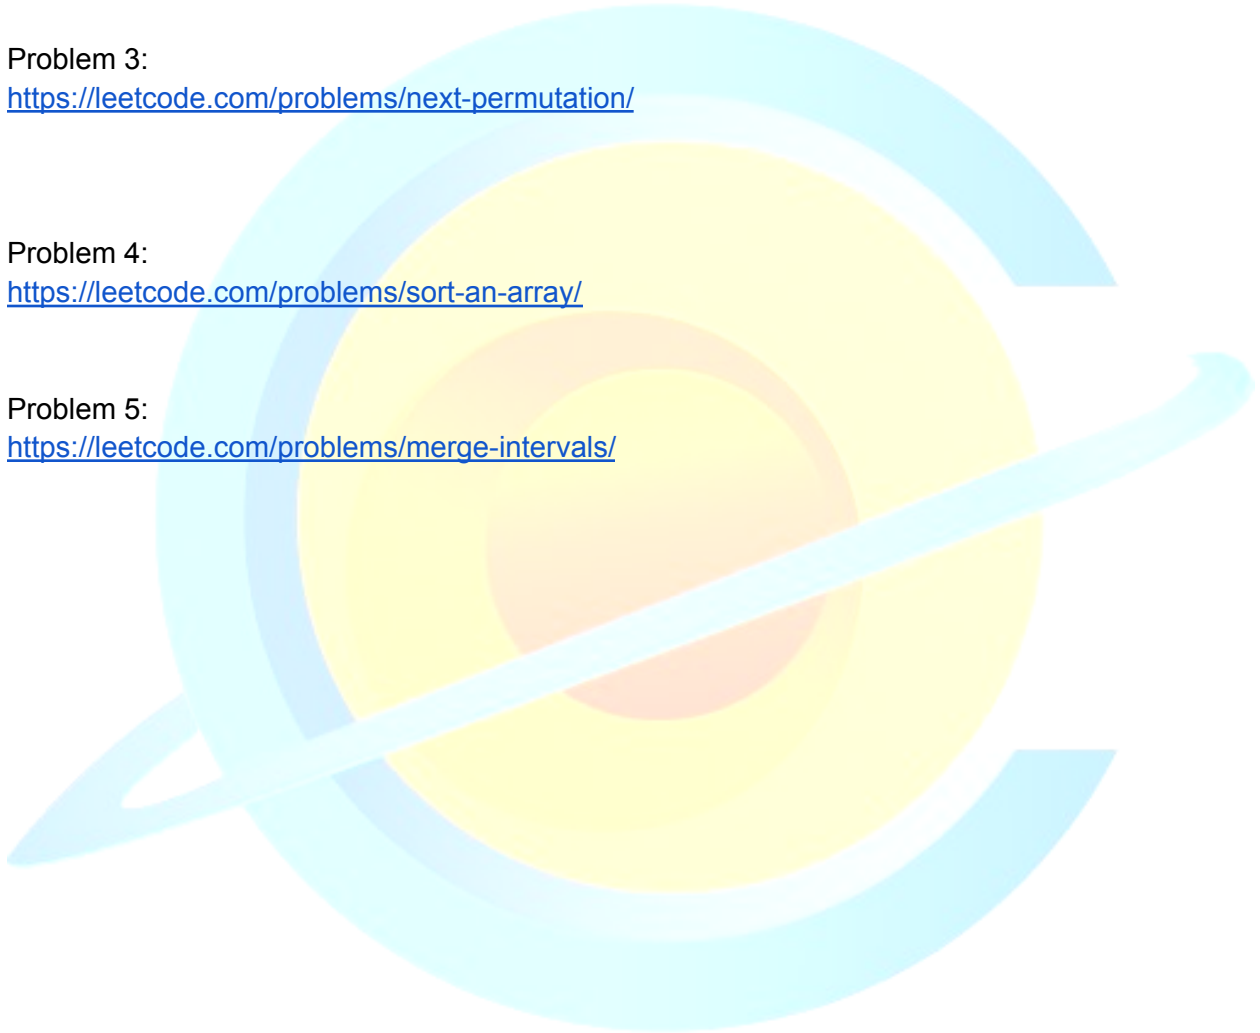 Problem 3:
https://leetcode.com/problems/next-permutation/
Problem 4:
https://leetcode.com/problems/sort-an-array/
Problem 5:
https://leetcode.com/problems/merge-intervals/